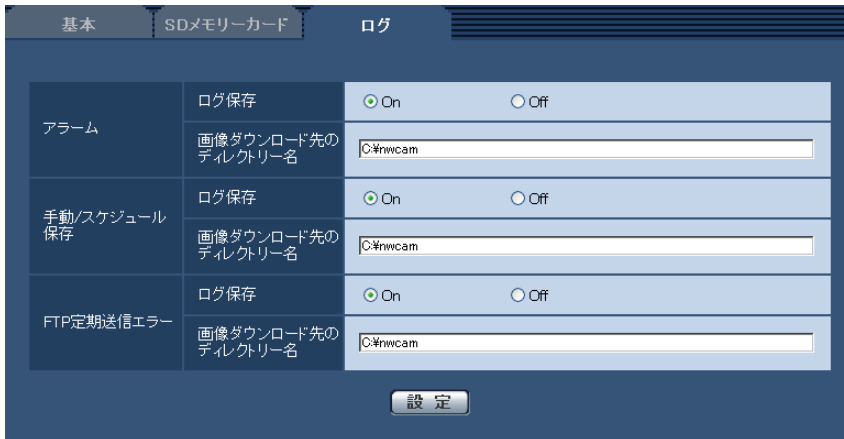 基本
SDメモリーカード
ログ
アラーム
ログ保存
On
Off
画像ダウンロード先の
ディレクトリー名
C:¥nwcam
手動/スケジュール
保存
ログ保存
On
Off
画像ダウンロード先の
ディレクトリー名
C:¥nwcam
FTP定期送信エラー
ログ保存
On
Off
画像ダウンロード先の
ディレクトリー名
C:¥nwcam
設定